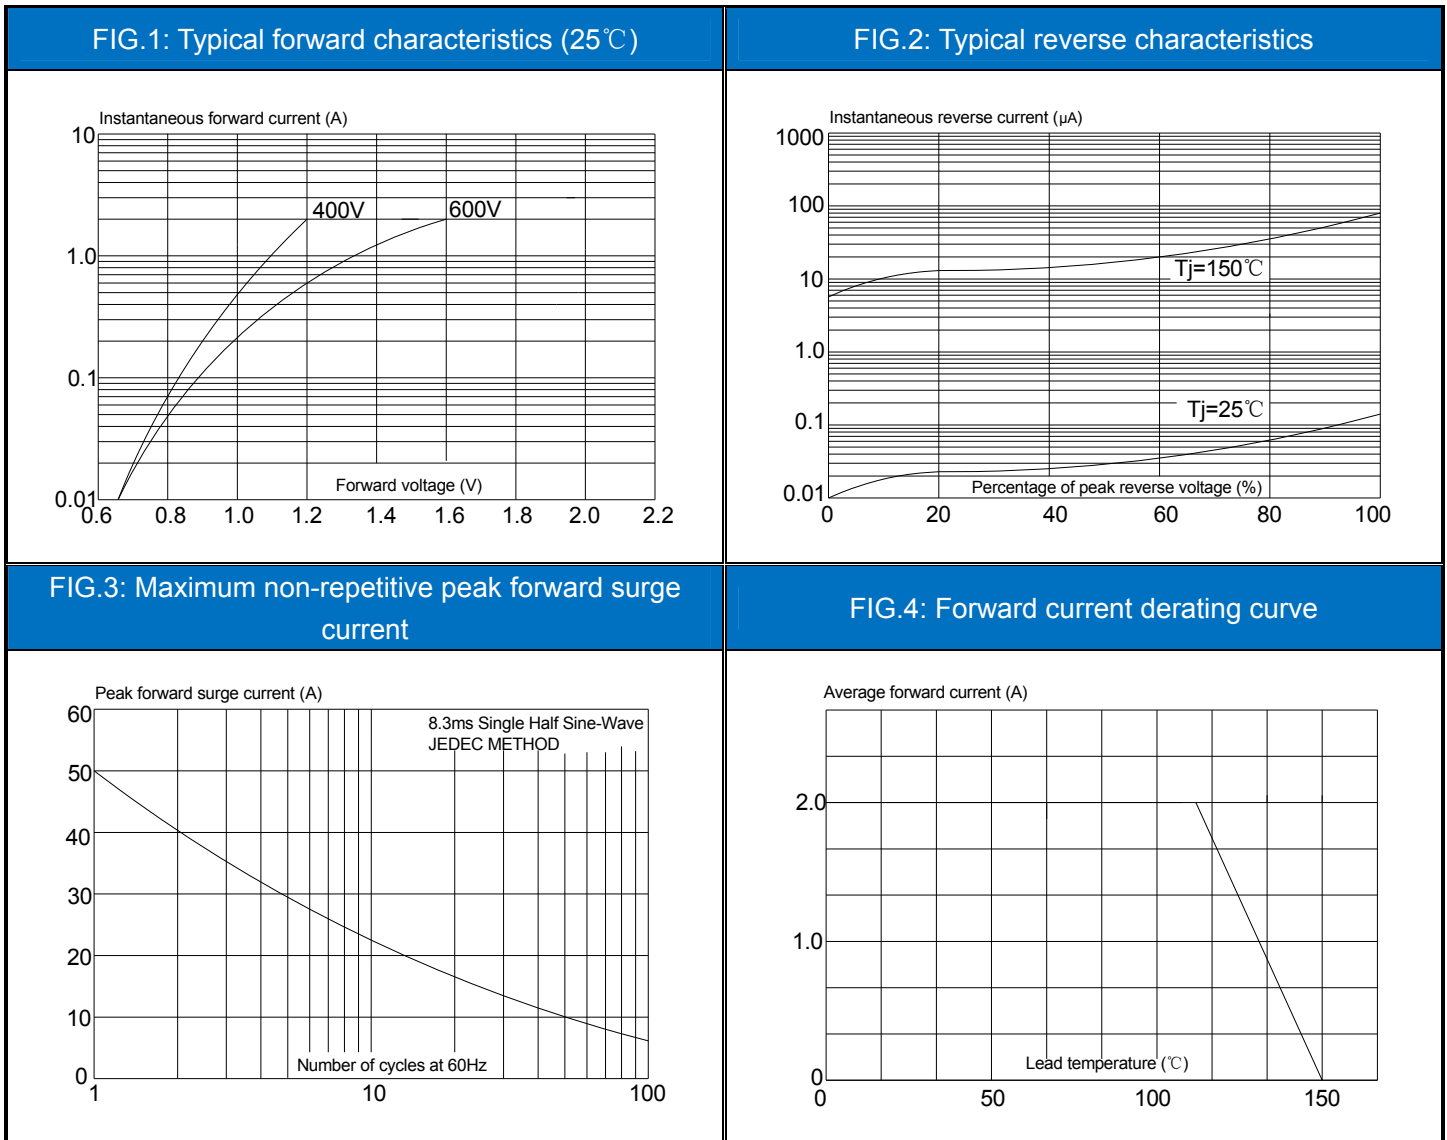 FIG.1: Typical forward characteristics (25℃)
Instantaneous forward current (A)
10
1.0
0.1
0.01
400V
600V
Forward voltage (V)
0.6 0.8 1.0 1.2 1.4 1.6 1.8 2.0 2.2
FIG.2: Typical reverse characteristics
Instantaneous reverse current (μA)
1000
100
10
1.0
0.1
0.01
Tj=150℃
Tj=25℃
Percentage of peak reverse voltage (%)
0 20 40 60 80 100
FIG.3: Maximum non-repetitive peak forward surge
current
Peak forward surge current (A)
60
50
40
30
20
10
0
8.3ms Single Half Sine-Wave
JEDEC METHOD
Number of cycles at 60Hz
1 10 100
FIG.4: Forward current derating curve
Average forward current (A)
2.0
1.0
0
Lead temperature (℃)
0 50 100 150